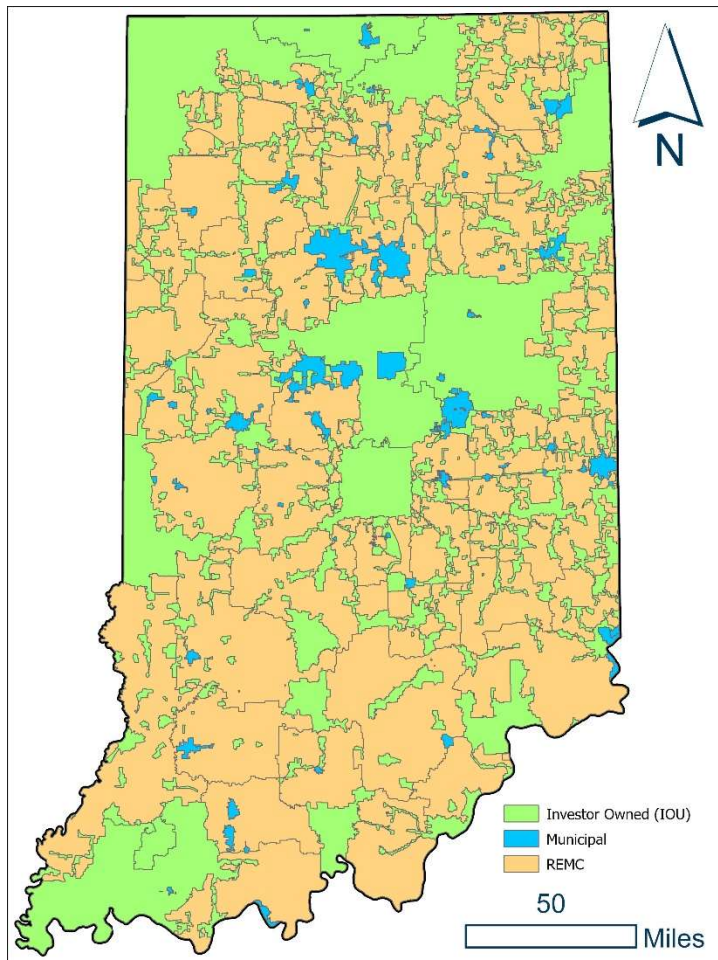 N
Investor Owned (IOU)
Municipal
REMC
50
Miles